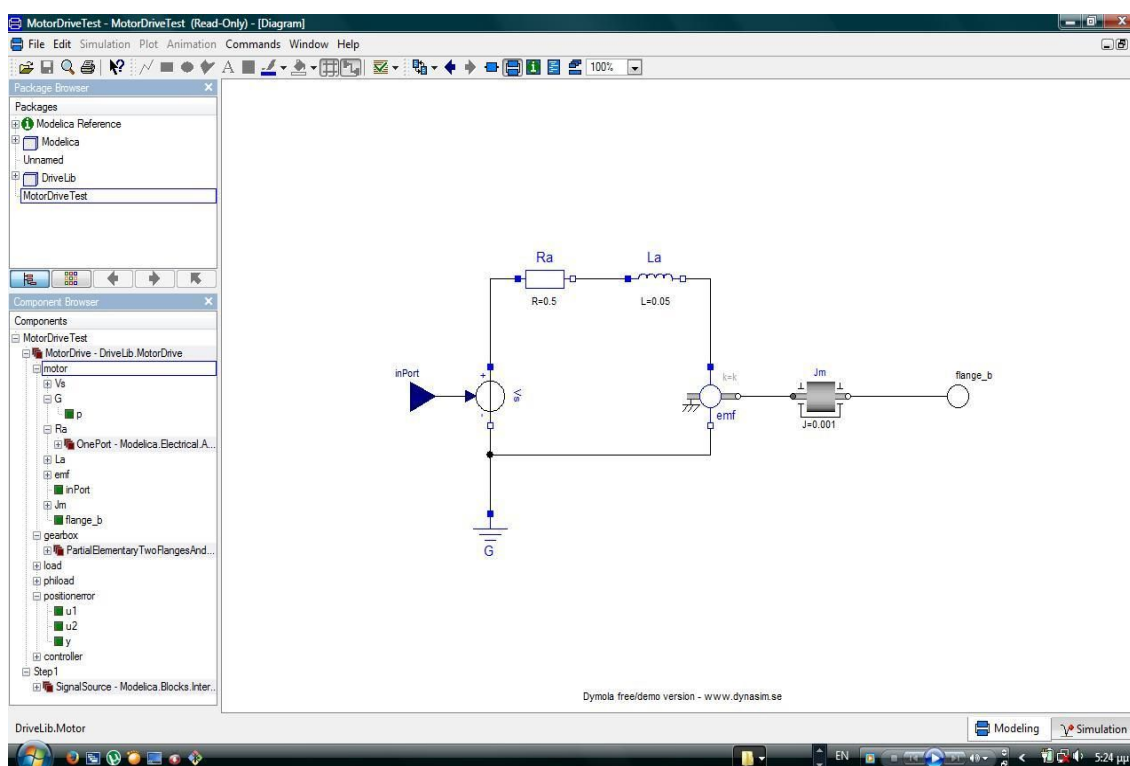 MotorDriveTest - MotorDriveTest (Read-Only) - [Diagram]
File Edit Simulation Plot Animation Commands Window Help
A 100%
Package Browser
Packages
Modelica Reference
Modelica
Unnamed
DriveLib
MotorDriveTest
Component Browser
Components
MotorDriveTest
MotorDrive - DriveLib.MotorDrive
motor
Vs
G
p
Ra
OnePort - Modelica.Electrical.A...
La
emf
inPort
Jm
flange_b
gearbox
PartialElementaryTwoFlangesAnd...
load
phiload
positionerror
u1
u2
y
controller
Step1
SignalSource - Modelica.Blocks.Inter...
Ra
R=0.5
La
L=0.05
inPort
+
Vs
-
k=k
emf
Jm
J=0.001
flange_b
G
Dymola free/demo version - www.dynasim.se
DriveLib.Motor
Modeling
Simulation
EN
5:24 μμ